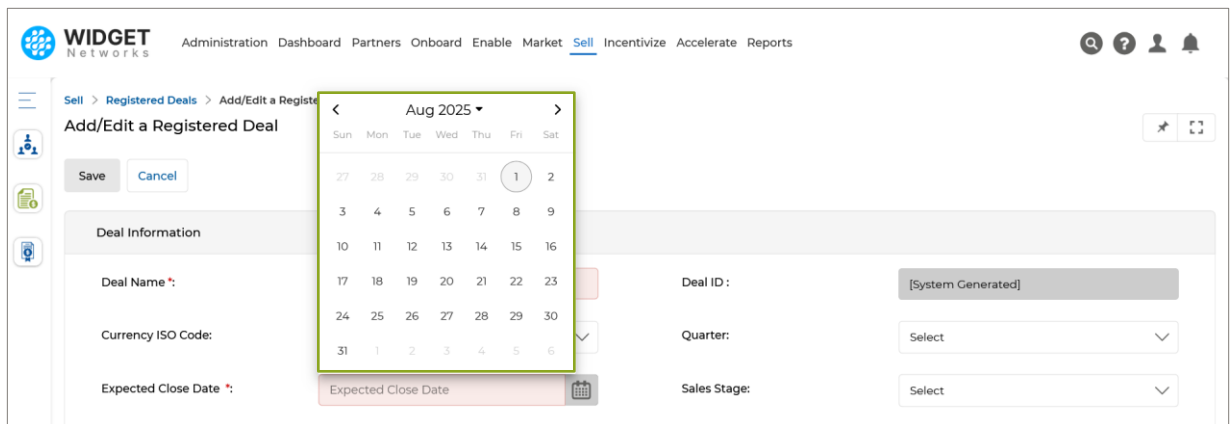 WIDGET
Networks
Administration Dashboard Partners Onboard Enable Market Sell Incentivize Accelerate Reports
Sell > Registered Deals > Add/Edit a Registe
Add/Edit a Registered Deal
Save Cancel
Aug 2025
Sun Mon Tue Wed Thu Fri Sat
27 28 29 30 31 1 2
3 4 5 6 7 8 9
10 11 12 13 14 15 16
17 18 19 20 21 22 23
24 25 26 27 28 29 30
31 1 2 3 4 5 6
Deal Information
Deal Name *:
Deal ID : [System Generated]
Currency ISO Code:
Quarter: Select
Expected Close Date *: Expected Close Date
Sales Stage: Select